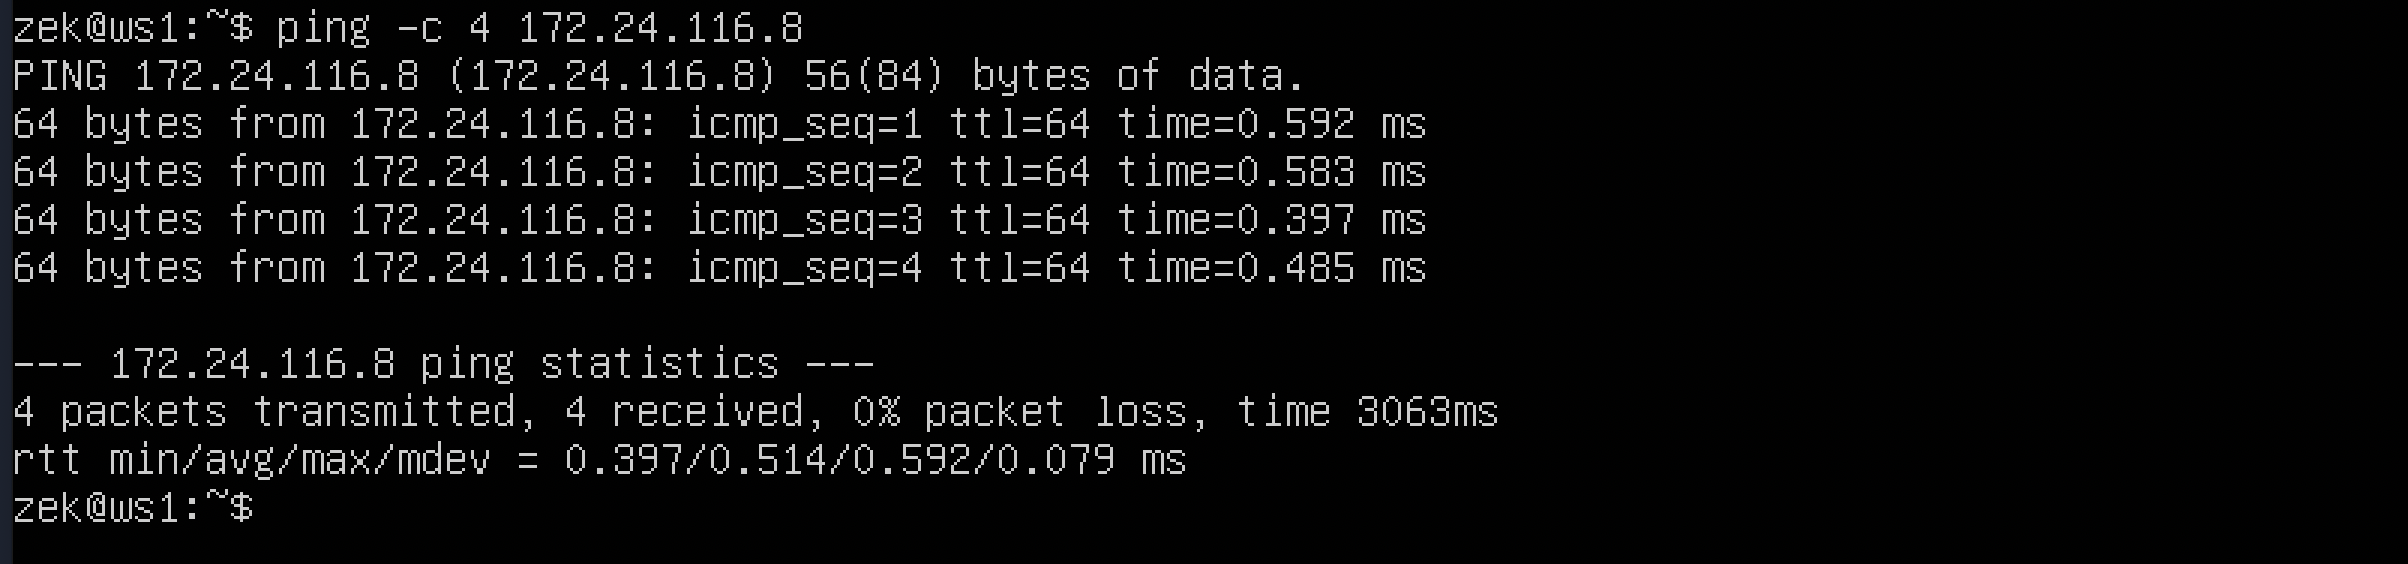 zek@ws1:~$ ping -c 4 172.24.116.8
PING 172.24.116.8 (172.24.116.8) 56(84) bytes of data.
64 bytes from 172.24.116.8: icmp_seq=1 ttl=64 time=0.592 ms
64 bytes from 172.24.116.8: icmp_seq=2 ttl=64 time=0.583 ms
64 bytes from 172.24.116.8: icmp_seq=3 ttl=64 time=0.397 ms
64 bytes from 172.24.116.8: icmp_seq=4 ttl=64 time=0.485 ms

--- 172.24.116.8 ping statistics ---
4 packets transmitted, 4 received, 0% packet loss, time 3063ms
rtt min/avg/max/mdev = 0.397/0.514/0.592/0.079 ms
zek@ws1:~$